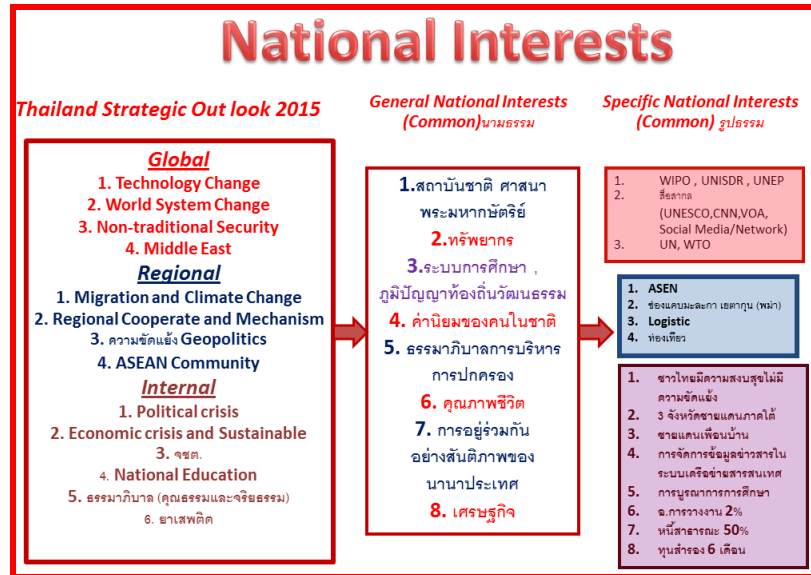 National Interests
Thailand Strategic Out look 2015
Global
1. Technology Change
2. World System Change
3. Non-traditional Security
4. Middle East
Regional
1. Migration and Climate Change
2. Regional Cooperate and Mechanism
3. ความขัดแย้ง Geopolitics
4. ASEAN Community
Internal
1. Political crisis
2. Economic crisis and Sustainable
3. จชต.
4. National Education
5. ธรรมาภิบาล (คุณธรรมและจริยธรรม)
6. ยาเสพติด
General National Interests
(Common)นามธรรม
1.สถาบันชาติ ศาสนา
พระมหากษัตริย์
2.ทรัพยากร
3.ระบบการศึกษา ,
ภูมิปัญญาท้องถิ่นวัฒนธรรม
4. ค่านิยมของคนในชาติ
5. ธรรมาภิบาลการบริหาร
การปกครอง
6. คุณภาพชีวิต
7. การอยู่ร่วมกัน
อย่างสันติภาพของ
นานาประเทศ
8. เศรษฐกิจ
Specific National Interests
(Common) รูปธรรม
1. WIPO , UNISDR , UNEP
2. สื่อสากล
(UNESCO,CNN,VOA,
Social Media/Network)
3. UN, WTO
1. ASEN
2. ช่องแคบมะละกา เยตากุน (พม่า)
3. Logistic
4. ท่องเทียว
1. ชาวไทยมีความสงบสุขไม่มี
ความขัดแย้ง
2. 3 จังหวัดชายแดนภาคใต้
3. ชายแดนเพื่อนบ้าน
4. การจัดการข้อมูลข่าวสารใน
ระบบเครือข่ายสารสนเทศ
5. การบูรณาการการศึกษา
6. อ.การวางงาน 2%
7. หนี้สาธารณะ 50%
8. ทุนสำรอง 6 เดือน